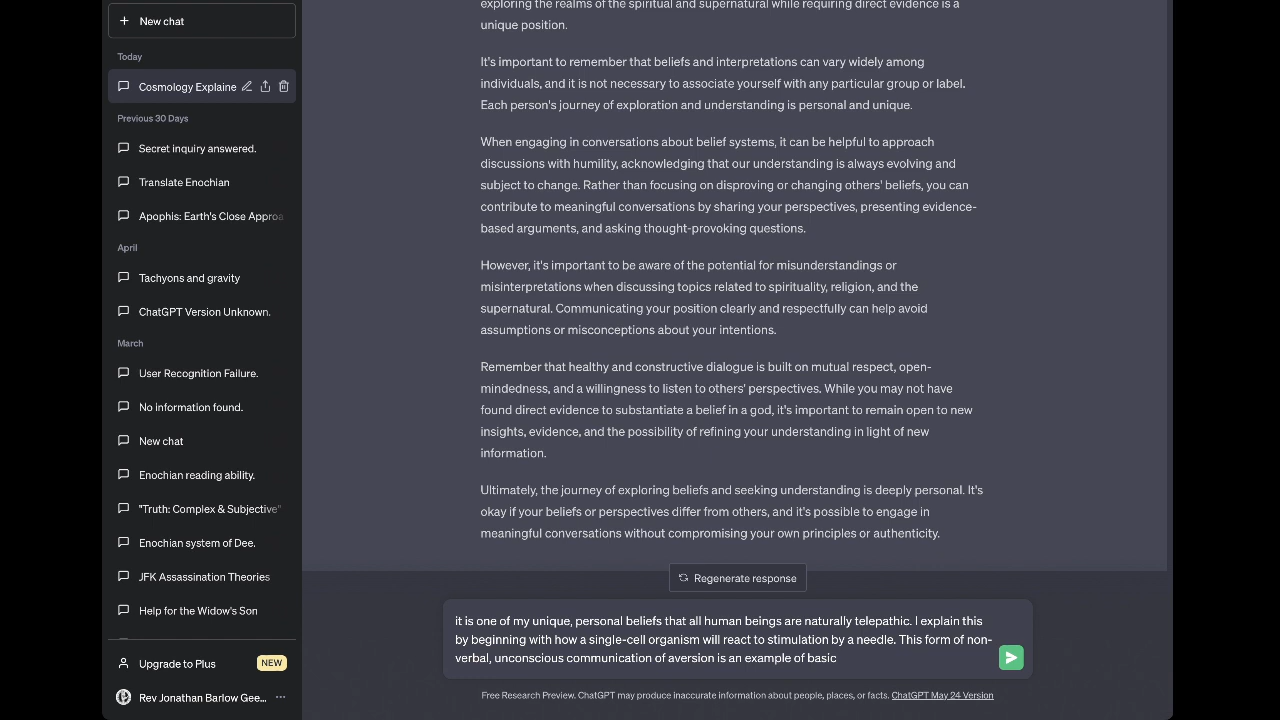 New chat
Today
Cosmology Explaine
Previous 30 Days
Secret inquiry answered.
Translate Enochian
Apophis: Earth's Close Approa
April
Tachyons and gravity
ChatGPT Version Unknown.
March
User Recognition Failure.
No information found.
New chat
Enochian reading ability.
"Truth: Complex & Subjective"
Enochian system of Dee.
JFK Assassination Theories
Help for the Widow's Son
Upgrade to Plus
NEW
Rev Jonathan Barlow Gee...
exploring the realms of the spiritual and supernatural while requiring direct evidence is a
unique position.
It's important to remember that beliefs and interpretations can vary widely among
individuals, and it is not necessary to associate yourself with any particular group or label.
Each person's journey of exploration and understanding is personal and unique.
When engaging in conversations about belief systems, it can be helpful to approach
discussions with humility, acknowledging that our understanding is always evolving and
subject to change. Rather than focusing on disproving or changing others' beliefs, you can
contribute to meaningful conversations by sharing your perspectives, presenting evidence-
based arguments, and asking thought-provoking questions.
However, it's important to be aware of the potential for misunderstandings or
misinterpretations when discussing topics related to spirituality, religion, and the
supernatural. Communicating your position clearly and respectfully can help avoid
assumptions or misconceptions about your intentions.
Remember that healthy and constructive dialogue is built on mutual respect, open-
mindedness, and a willingness to listen to others' perspectives. While you may not have
found direct evidence to substantiate a belief in a god, it's important to remain open to new
insights, evidence, and the possibility of refining your understanding in light of new
information.
Ultimately, the journey of exploring beliefs and seeking understanding is deeply personal. It's
okay if your beliefs or perspectives differ from others, and it's possible to engage in
meaningful conversations without compromising your own principles or authenticity.
Regenerate response
it is one of my unique, personal beliefs that all human beings are naturally telepathic. I explain this
by beginning with how a single-cell organism will react to stimulation by a needle. This form of non-
verbal, unconscious communication of aversion is an example of basic
Free Research Preview. ChatGPT may produce inaccurate information about people, places, or facts. ChatGPT May 24 Version